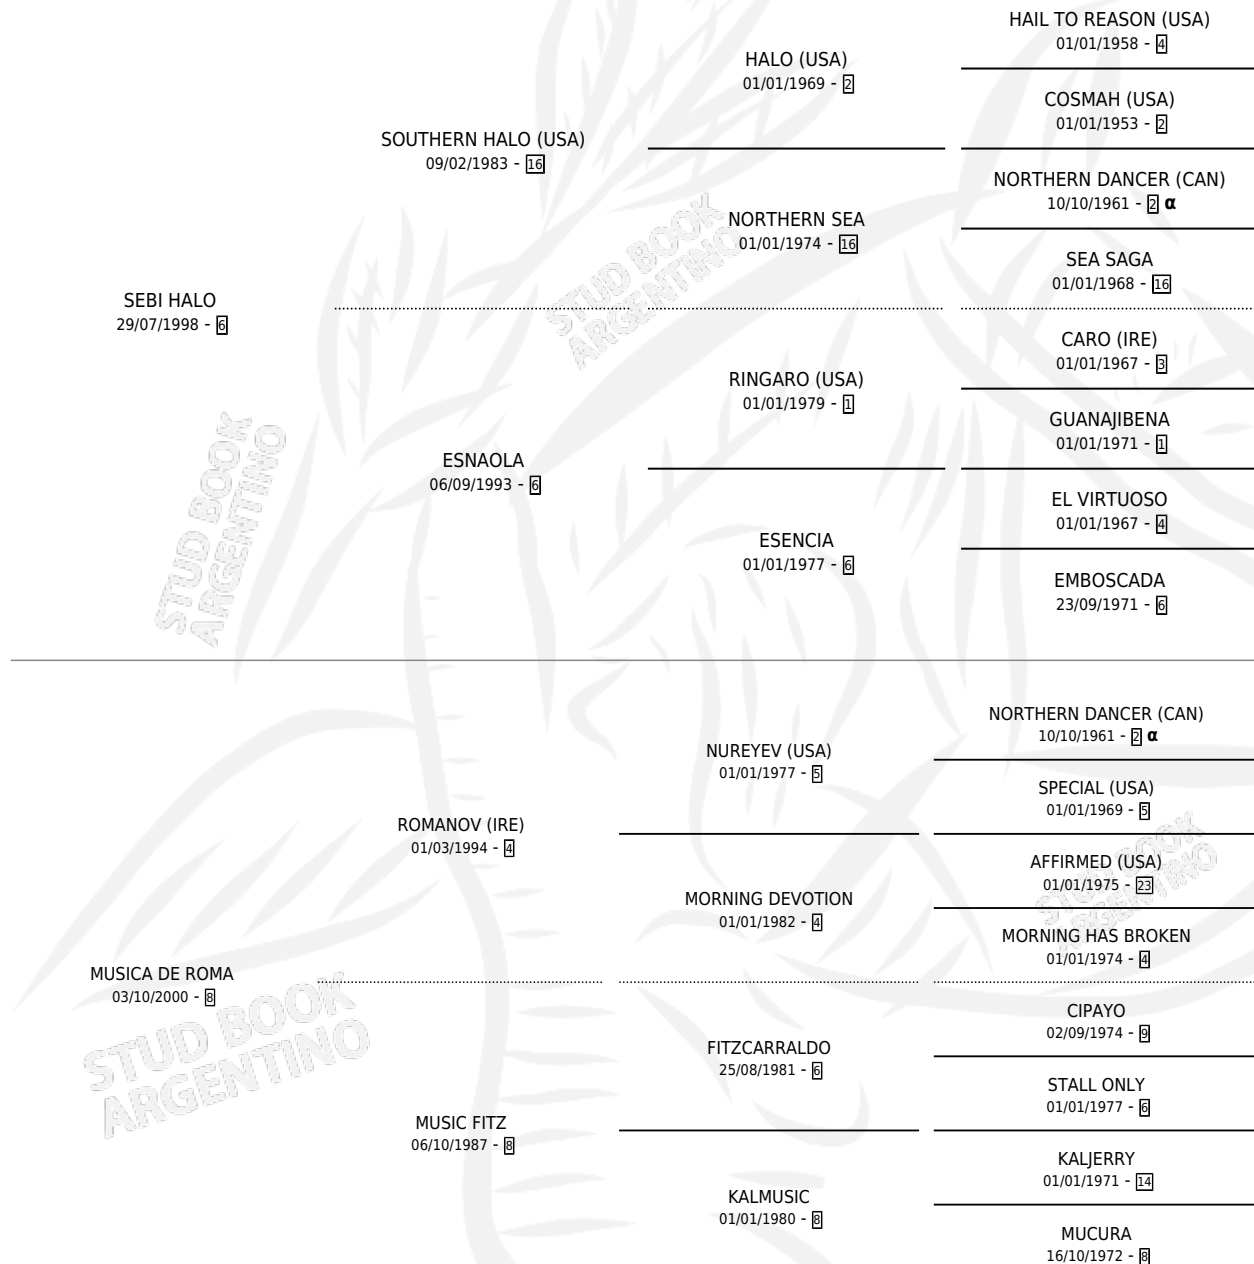 HAIL TO REASON (USA)
01/01/1958 - 4
HALO (USA)
01/01/1969 - 2
COSMAH (USA)
01/01/1953 - 2
SOUTHERN HALO (USA)
09/02/1983 - 16
NORTHERN DANCER (CAN)
10/10/1961 - 2 α
NORTHERN SEA
01/01/1974 - 16
SEA SAGA
01/01/1968 - 16
SEBI HALO
29/07/1998 - 6
CARO (IRE)
01/01/1967 - 3
RINGARO (USA)
01/01/1979 - 1
GUANAJIBENA
01/01/1971 - 1
ESNAOLA
06/09/1993 - 6
EL VIRTUOSO
01/01/1967 - 4
ESENCIA
01/01/1977 - 6
EMBOSCADA
23/09/1971 - 6
NORTHERN DANCER (CAN)
10/10/1961 - 2 α
NUREYEV (USA)
01/01/1977 - 5
SPECIAL (USA)
01/01/1969 - 5
ROMANOV (IRE)
01/03/1994 - 4
AFFIRMED (USA)
01/01/1975 - 23
MORNING DEVOTION
01/01/1982 - 4
MORNING HAS BROKEN
01/01/1974 - 4
MUSICA DE ROMA
03/10/2000 - 8
CIPAYO
02/09/1974 - 9
FITZCARRALDO
25/08/1981 - 6
STALL ONLY
01/01/1977 - 6
MUSIC FITZ
06/10/1987 - 8
KALJERRY
01/01/1971 - 14
KALMUSIC
01/01/1980 - 8
MUCURA
16/10/1972 - 8
STUD BOOK
ARGENTINO
STUD BOOK
ARGENTINO
STUD BOOK
ARGENTINO
STUD BOOK
ARGENTINO